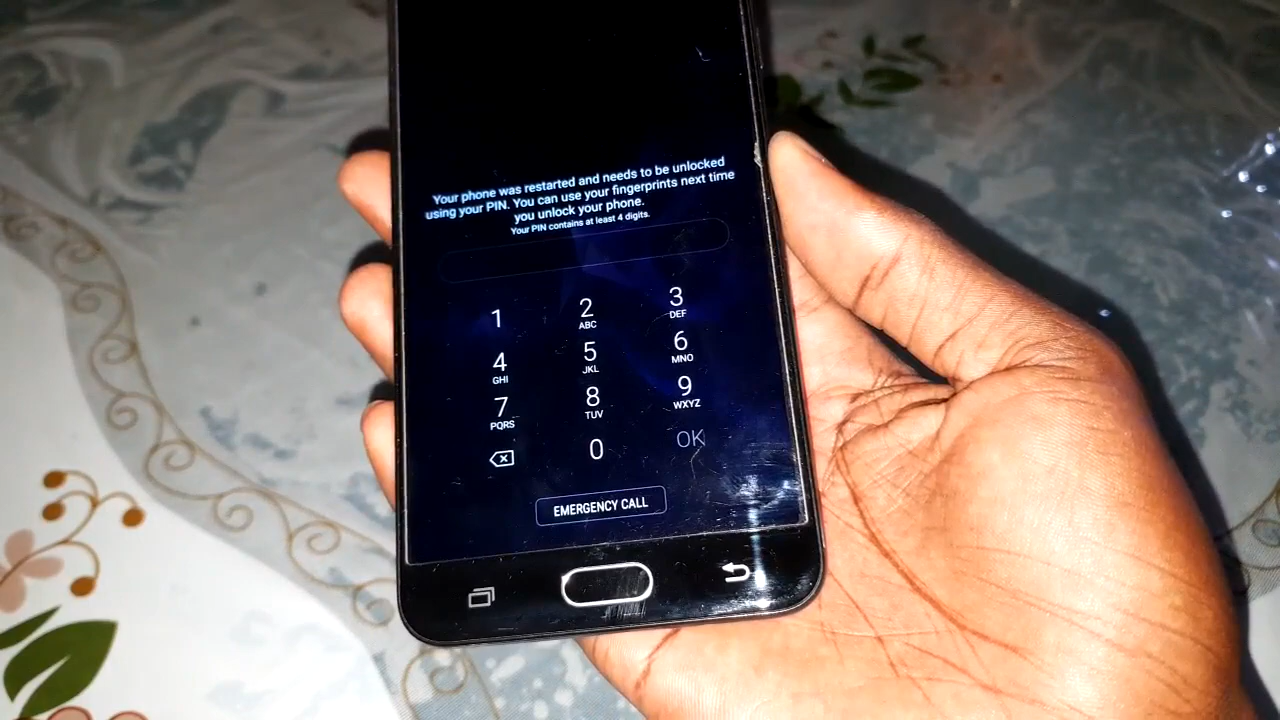 Your phone was restarted and needs to be unlocked
using your PIN. You can use your fingerprints next time
you unlock your phone.
Your PIN contains at least 4 digits.
1 2 3
ABC DEF
4 5 6
GHI JKL MNO
7 8 9
PQRS TUV WXYZ
0 OK
EMERGENCY CALL